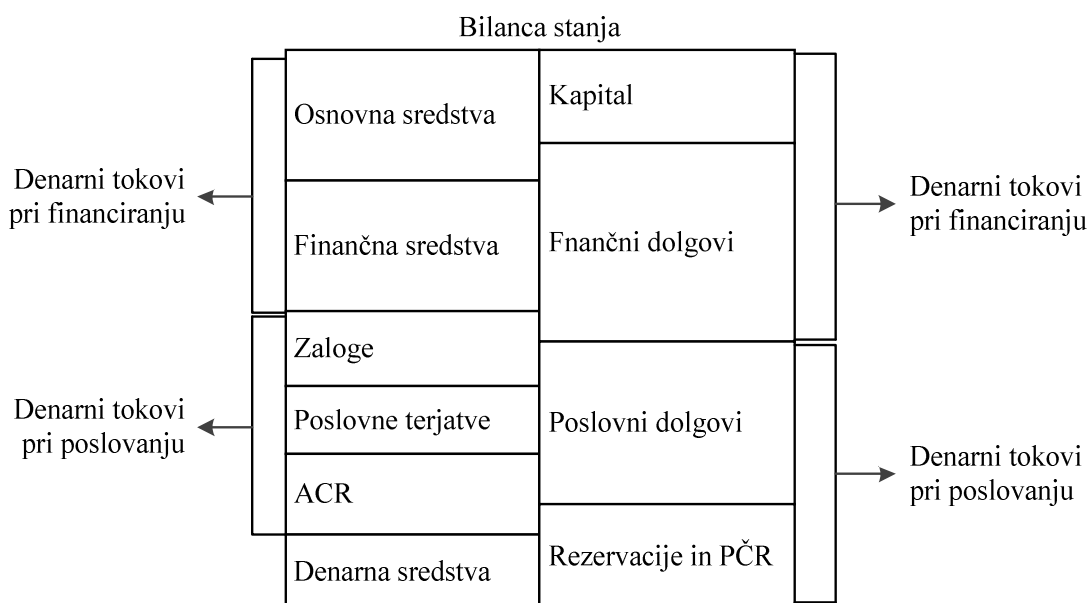 Bilanca stanja
Osnovna sredstva
Kapital
Denarni tokovi
pri financiranju
Finančna sredstva
Fnančni dolgovi
Denarni tokovi
pri financiranju
Zaloge
Denarni tokovi
pri poslovanju
Poslovne terjatve
Poslovni dolgovi
ACR
Denarni tokovi
pri poslovanju
Denarna sredstva
Rezervacije in PČR